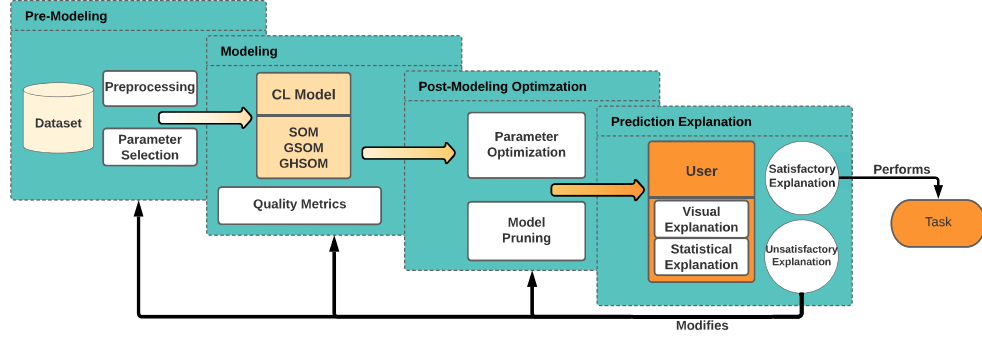 Pre-Modeling
Dataset
Preprocessing
Parameter
Selection
Modeling
CL Model
SOM
GSOM
GHSOM
Quality Metrics
Post-Modeling Optimzation
Parameter
Optimization
Model
Pruning
Prediction Explanation
User
Visual
Explanation
Statistical
Explanation
Satisfactory
Explanation
Unsatisfactory
Explanation
Performs
Task
Modifies